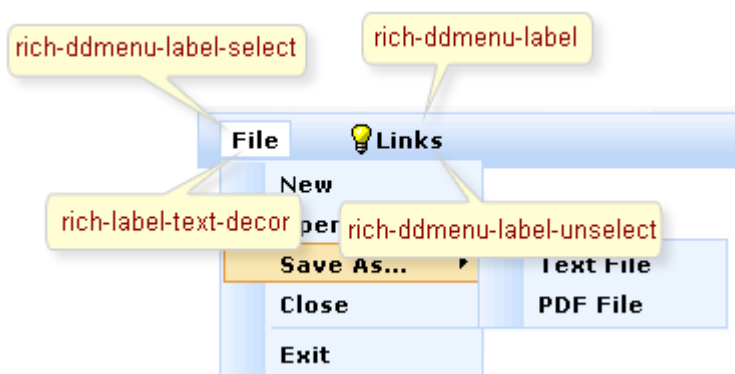 rich-ddmenu-label-select
rich-ddmenu-label
File
Links
New
rich-label-text-decor
rich-ddmenu-label-unselect
Save As...
Text File
Close
PDF File
Exit